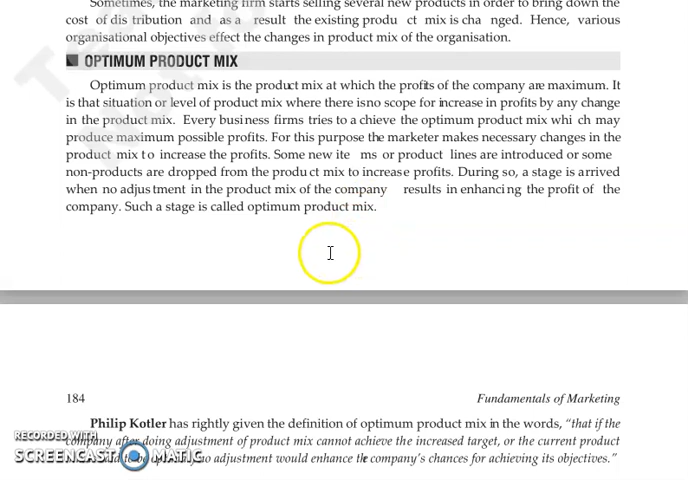 Sometimes, the marketing firm starts selling several new products in order to bring down the
cost of dis tribution and as a result the existing produ ct mix is cha nged. Hence, various
organisational objectives effect the changes in product mix of the organisation.
OPTIMUM PRODUCT MIX
Optimum product mix is the product mix at which the profits of the company are maximum. It
is that situation or level of product mix where there is no scope for increase in profits by any change
in the product mix. Every business firms tries to a chieve the optimum product mix whi ch may
produce maximum possible profits. For this purpose the marketer makes necessary changes in the
product mix to increase the profits. Some new ite ms or product lines are introduced or some
non-products are dropped from the produ ct mix to increase profits. During so, a stage is arrived
when no adjus tment in the product mix of the company results in enhancing the profit of the
company. Such a stage is called optimum product mix.
184 Fundamentals of Marketing
Philip Kotler has rightly given the definition of optimum product mix in the words, “that if the
company after doing adjustment of product mix cannot achieve the increased target, or the current product
no adjustment would enhance the company's chances for achieving its objectives.”
RECORDED WITH
SCREENCAST MATIC